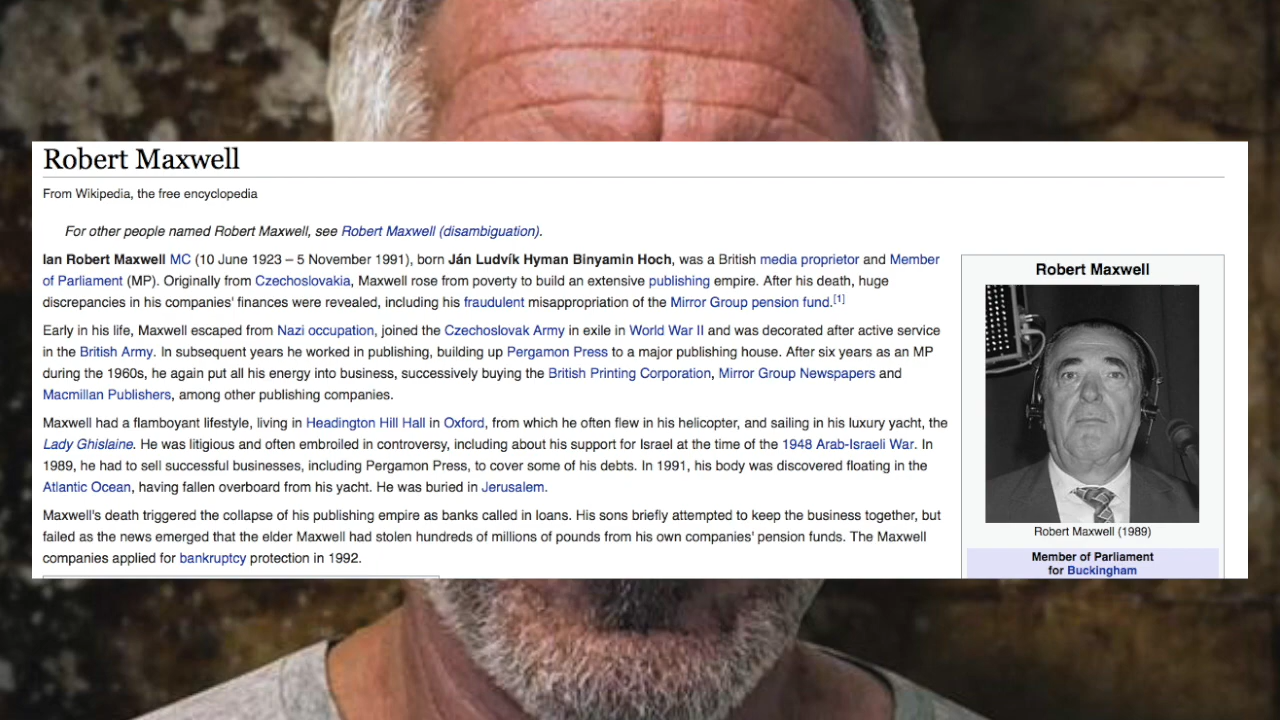 Robert Maxwell
From Wikipedia, the free encyclopedia
For other people named Robert Maxwell, see Robert Maxwell (disambiguation).
Ian Robert Maxwell MC (10 June 1923 – 5 November 1991), born Ján Ludvík Hyman Binyamin Hoch, was a British media proprietor and Member
of Parliament (MP). Originally from Czechoslovakia, Maxwell rose from poverty to build an extensive publishing empire. After his death, huge
discrepancies in his companies' finances were revealed, including his fraudulent misappropriation of the Mirror Group pension fund.[1]
Early in his life, Maxwell escaped from Nazi occupation, joined the Czechoslovak Army in exile in World War II and was decorated after active service
in the British Army. In subsequent years he worked in publishing, building up Pergamon Press to a major publishing house. After six years as an MP
during the 1960s, he again put all his energy into business, successively buying the British Printing Corporation, Mirror Group Newspapers and
Macmillan Publishers, among other publishing companies.
Maxwell had a flamboyant lifestyle, living in Headington Hill Hall in Oxford, from which he often flew in his helicopter, and sailing in his luxury yacht, the
Lady Ghislaine. He was litigious and often embroiled in controversy, including about his support for Israel at the time of the 1948 Arab-Israeli War. In
1989, he had to sell successful businesses, including Pergamon Press, to cover some of his debts. In 1991, his body was discovered floating in the
Atlantic Ocean, having fallen overboard from his yacht. He was buried in Jerusalem.
Maxwell's death triggered the collapse of his publishing empire as banks called in loans. His sons briefly attempted to keep the business together, but
failed as the news emerged that the elder Maxwell had stolen hundreds of millions of pounds from his own companies' pension funds. The Maxwell
companies applied for bankruptcy protection in 1992.
Robert Maxwell
Robert Maxwell (1989)
Member of Parliament
for Buckingham